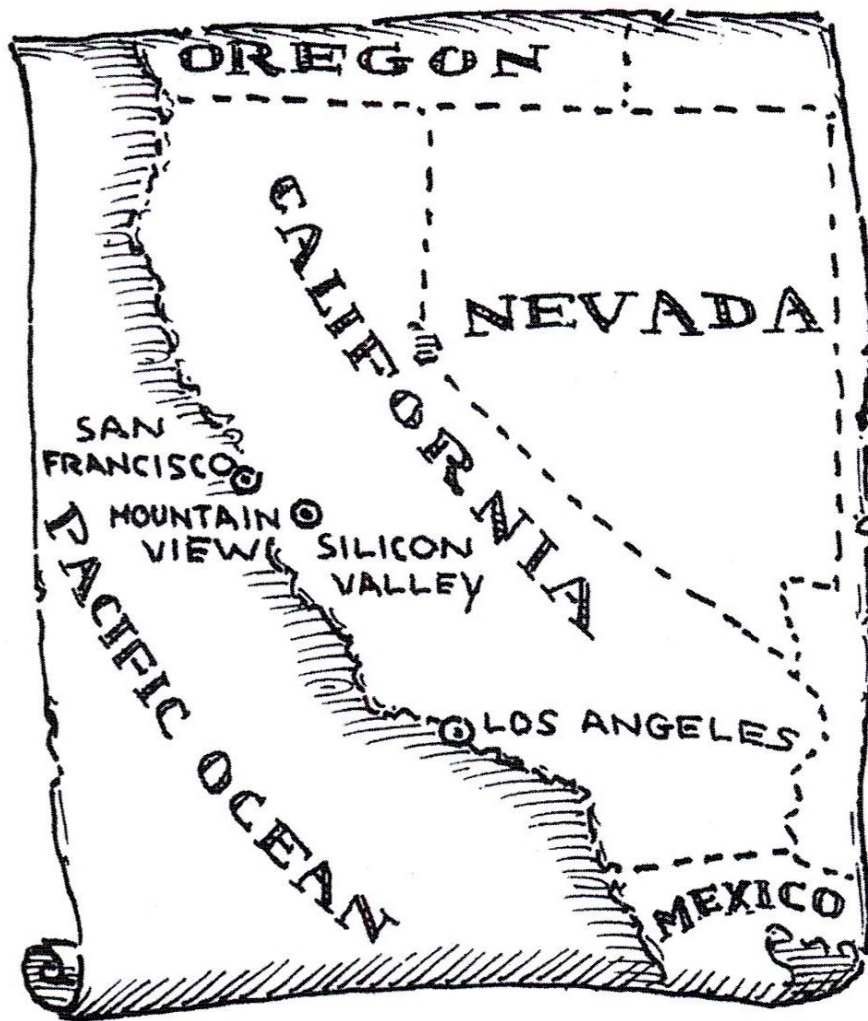 OREGON
CALIFORNIA
NEVADA
SAN
FRANCISCO
MOUNTAIN
VIEW
SILICON
VALLEY
PACIFIC OCEAN
LOS ANGELES
MEXICO